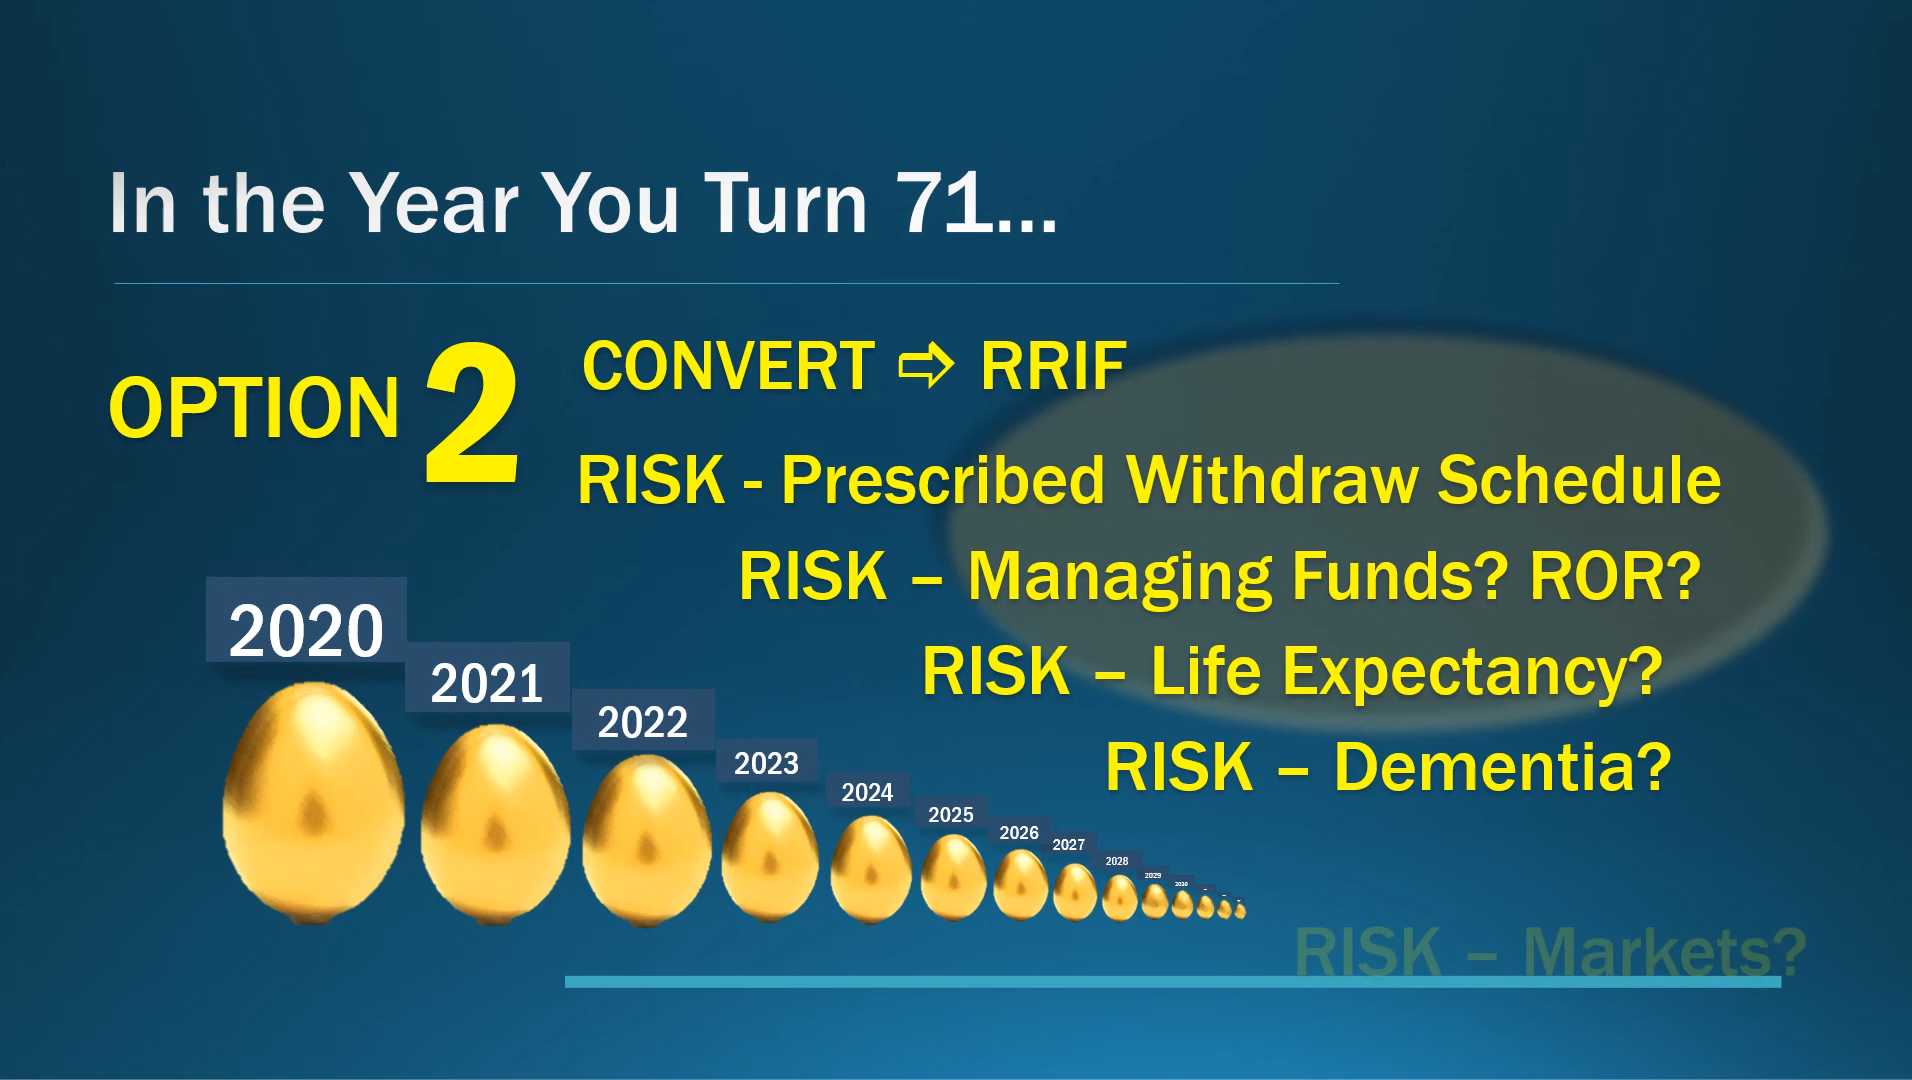 In the Year You Turn 71...
OPTION 2
CONVERT ⇨ RRIF
RISK - Prescribed Withdraw Schedule
RISK – Managing Funds? ROR?
RISK – Life Expectancy?
RISK – Dementia?
RISK – Markets?
2020
2021
2022
2023
2024
2025
2026
2027
2028
2029
2030